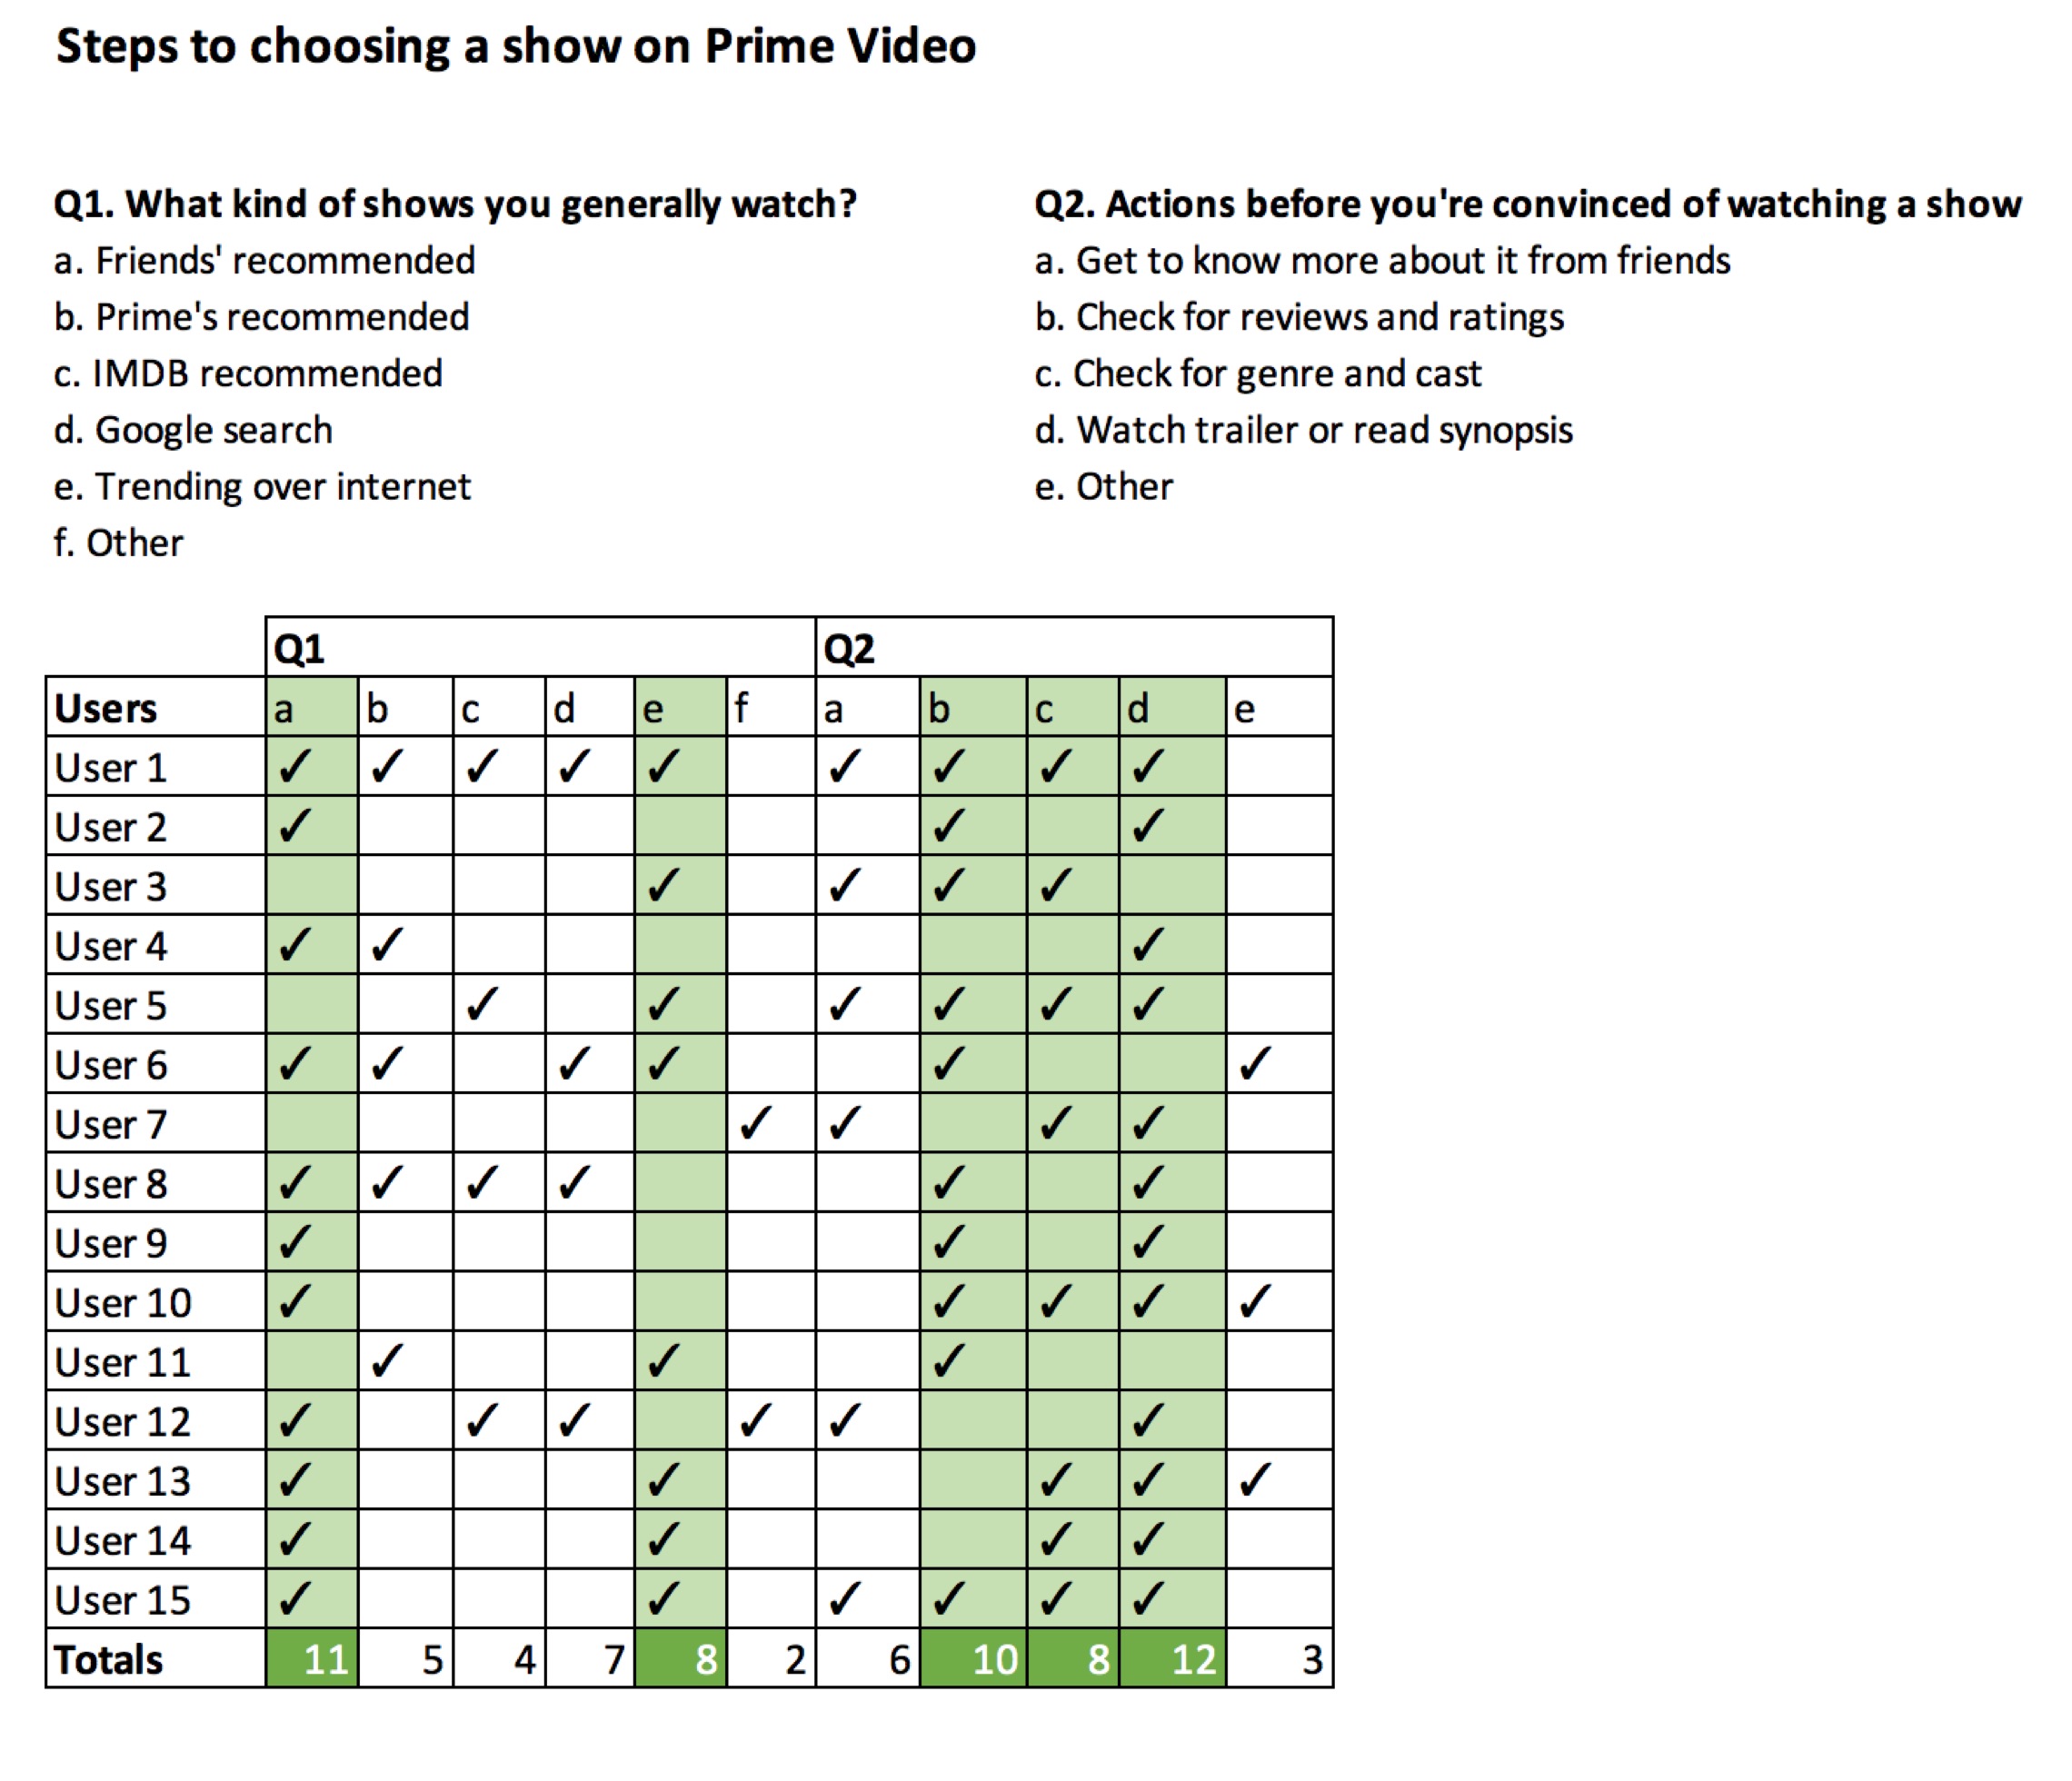 Steps to choosing a show on Prime Video
Q1. What kind of shows you generally watch?
a. Friends' recommended
b. Prime's recommended
c. IMDB recommended
d. Google search
e. Trending over internet
f. Other
Q2. Actions before you're convinced of watching a show
a. Get to know more about it from friends
b. Check for reviews and ratings
c. Check for genre and cast
d. Watch trailer or read synopsis
e. Other
Q1 Q2
Users a b c d e f a b c d e
User 1 ✓ ✓ ✓ ✓ ✓ ✓ ✓ ✓ ✓
User 2 ✓ ✓ ✓
User 3 ✓ ✓ ✓ ✓
User 4 ✓ ✓ ✓
User 5 ✓ ✓ ✓ ✓ ✓ ✓
User 6 ✓ ✓ ✓ ✓ ✓ ✓
User 7 ✓ ✓ ✓ ✓
User 8 ✓ ✓ ✓ ✓ ✓ ✓
User 9 ✓ ✓ ✓
User 10 ✓ ✓ ✓ ✓ ✓
User 11 ✓ ✓ ✓
User 12 ✓ ✓ ✓ ✓ ✓ ✓
User 13 ✓ ✓ ✓ ✓ ✓
User 14 ✓ ✓ ✓ ✓
User 15 ✓ ✓ ✓ ✓ ✓ ✓
Totals 11 5 4 7 8 2 6 10 8 12 3